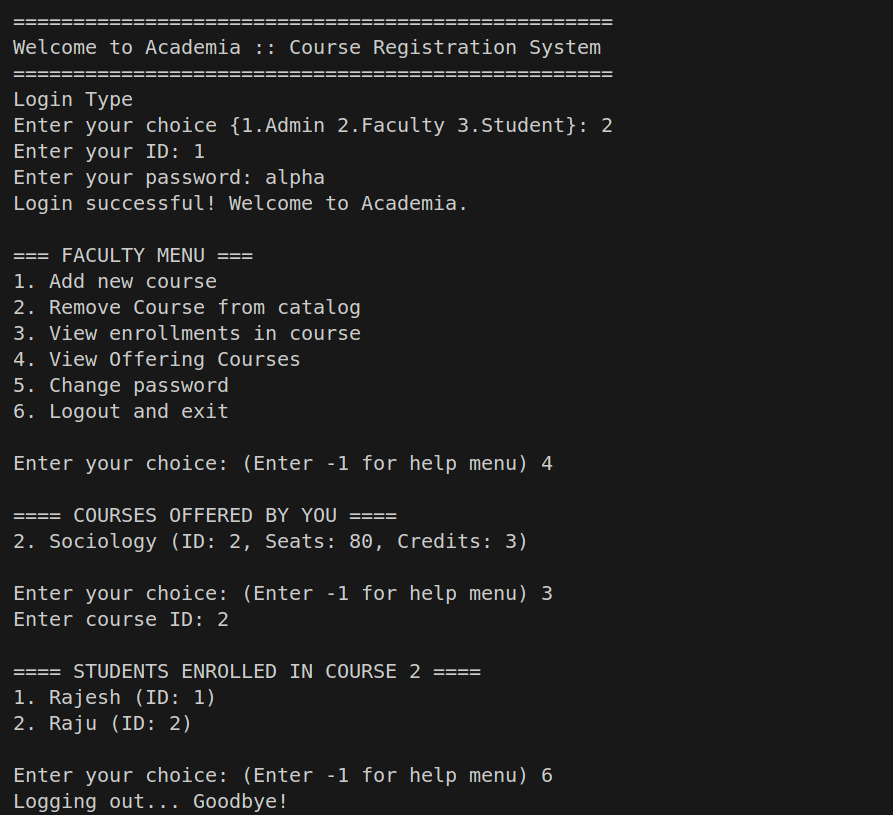 ==================================================
Welcome to Academia :: Course Registration System
==================================================
Login Type
Enter your choice {1.Admin 2.Faculty 3.Student}: 2
Enter your ID: 1
Enter your password: alpha
Login successful! Welcome to Academia.

=== FACULTY MENU ===
1. Add new course
2. Remove Course from catalog
3. View enrollments in course
4. View Offering Courses
5. Change password
6. Logout and exit

Enter your choice: (Enter -1 for help menu) 4

==== COURSES OFFERED BY YOU ====
2. Sociology (ID: 2, Seats: 80, Credits: 3)

Enter your choice: (Enter -1 for help menu) 3
Enter course ID: 2

==== STUDENTS ENROLLED IN COURSE 2 ====
1. Rajesh (ID: 1)
2. Raju (ID: 2)

Enter your choice: (Enter -1 for help menu) 6
Logging out... Goodbye!